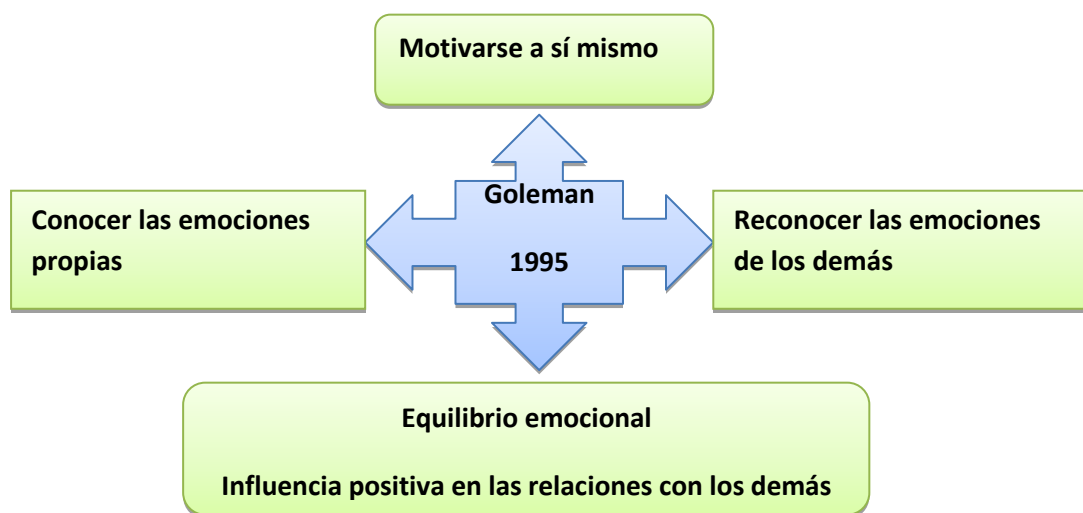 Motivarse a sí mismo
Conocer las emociones
propias
Goleman
1995
Reconocer las emociones
de los demás
Equilibrio emocional
Influencia positiva en las relaciones con los demás